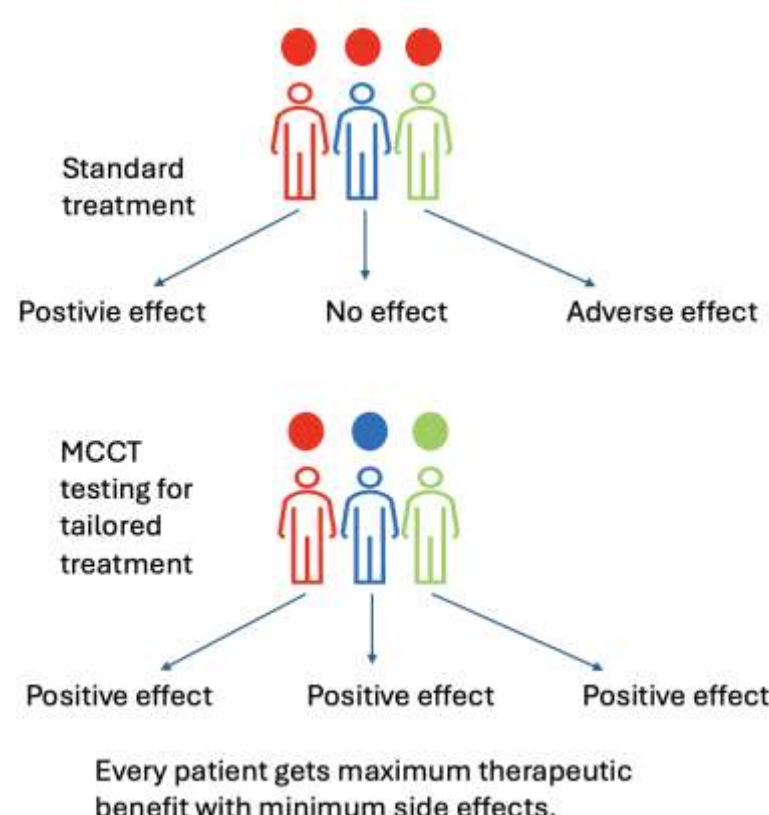 Standard
treatment
Postivie effect
No effect
Adverse effect
MCCT
testing for
tailored
treatment
Positive effect
Positive effect
Positive effect
Every patient gets maximum therapeutic
benefit with minimum side effects.